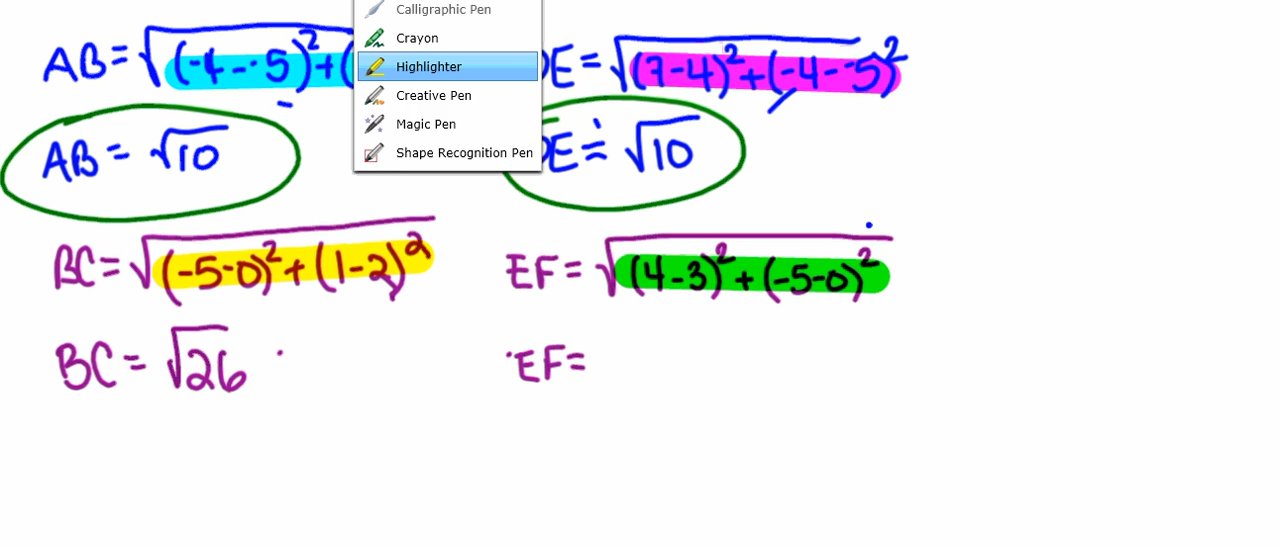 Calligraphic Pen
Crayon
Highlighter
Creative Pen
Magic Pen
Shape Recognition Pen
AB = √(-4--5)²+(
DE = √(7-4)²+(-4--5)²
AB = √10
DE = √10
BC = √(-5-0)²+(1-2)²
EF = √(4-3)²+(-5-0)²
BC = √26
EF =